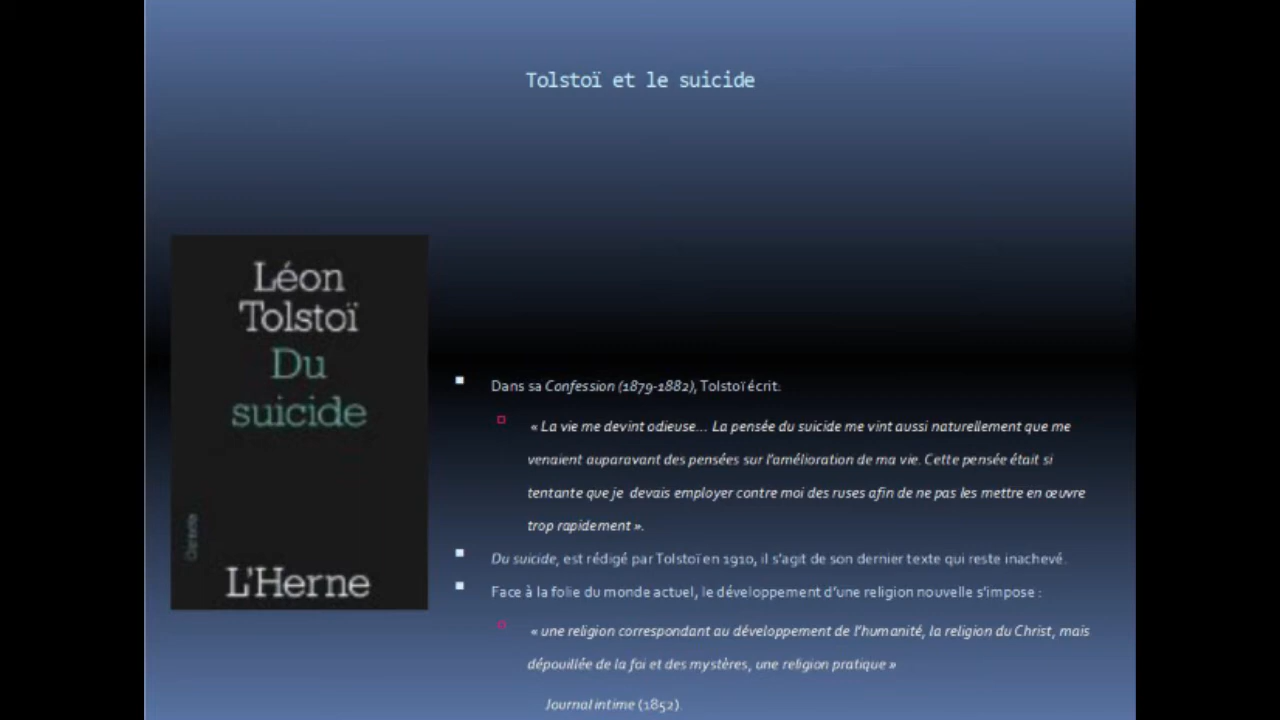 Tolstoï et le suicide
Léon
Tolstoï
Du
suicide
L'Herne
Dans sa Confession (1879-1882), Tolstoï écrit:
« La vie me devint odieuse... La pensée du suicide me vint aussi naturellement que me
venaient auparavant des pensées sur l'amélioration de ma vie. Cette pensée était si
tentante que je devais employer contre moi des ruses afin de ne pas les mettre en œuvre
trop rapidement ».
Du suicide, est rédigé par Tolstoï en 1910, il s'agit de son dernier texte qui reste inachevé.
Face à la folie du monde actuel, le développement d'une religion nouvelle s'impose :
« une religion correspondant au développement de l'humanité, la religion du Christ, mais
dépouillée de la foi et des mystères, une religion pratique »
Journal intime (1852).